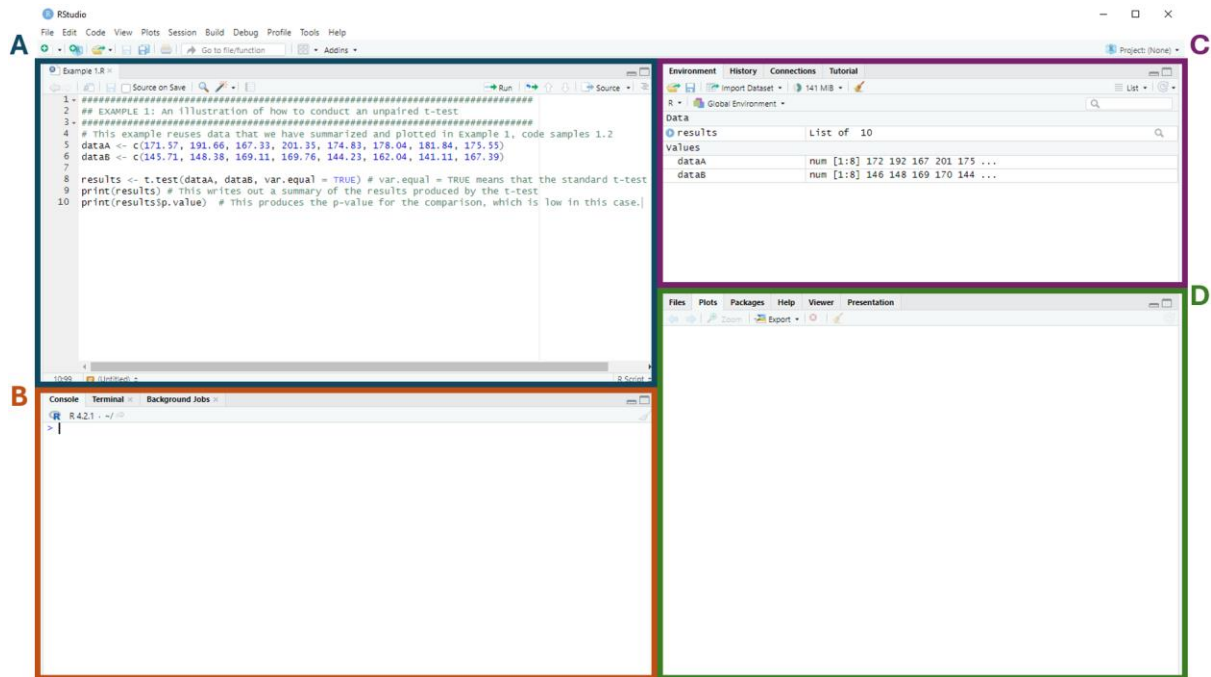 RStudio
File Edit Code View Plots Session Build Debug Profile Tools Help
A
Go to file/function Addins
Project: (None)
C
Example 1.R
Source on Save Run Source
1 ###############################################################################
2 ## EXAMPLE 1: An illustration of how to conduct an unpaired t-test
3 ###############################################################################
4 # This example reuses data that we have summarized and plotted in Example 1, code samples 1.2
5 dataA <- c(171.57, 191.66, 167.33, 201.35, 174.83, 178.04, 181.84, 175.55)
6 dataB <- c(145.71, 148.38, 169.11, 169.76, 144.23, 162.04, 141.11, 167.39)
7
8 results <- t.test(dataA, dataB, var.equal = TRUE) # var.equal = TRUE means that the standard t-test
9 print(results) # This writes out a summary of the results produced by the t-test
10 print(results$p.value) # This produces the p-value for the comparison, which is low in this case.
10:99 (Untitled) R Script
Environment History Connections Tutorial
Import Dataset 141 MiB List
R Global Environment
Data
results List of 10
Values
dataA num [1:8] 172 192 167 201 175 ...
dataB num [1:8] 146 148 169 170 144 ...
B
Console Terminal Background Jobs
R R 4.2.1 · ~/
>
D
Files Plots Packages Help Viewer Presentation
Zoom Export